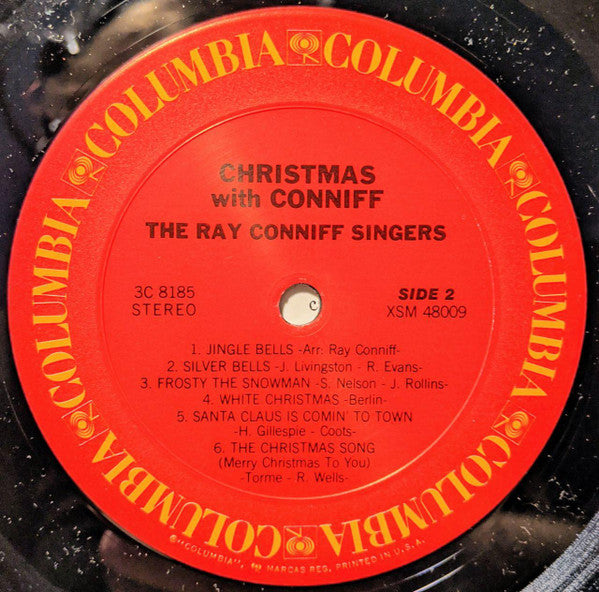 COLUMBIA COLUMBIA COLUMBIA COLUMBIA COLUMBIA COLUMBIA
CHRISTMAS
with CONNIFF
THE RAY CONNIFF SINGERS
3C 8185
STEREO
SIDE 2
XSM 48009
c
1. JINGLE BELLS -Arr: Ray Conniff-
2. SILVER BELLS -J. Livingston - R. Evans-
3. FROSTY THE SNOWMAN -S. Nelson - J. Rollins-
4. WHITE CHRISTMAS -Berlin-
5. SANTA CLAUS IS COMIN' TO TOWN
-H. Gillespie - Coots-
6. THE CHRISTMAS SONG
(Merry Christmas To You)
-Torme - R. Wells-
"COLUMBIA", MARCAS REG. PRINTED IN U.S.A.